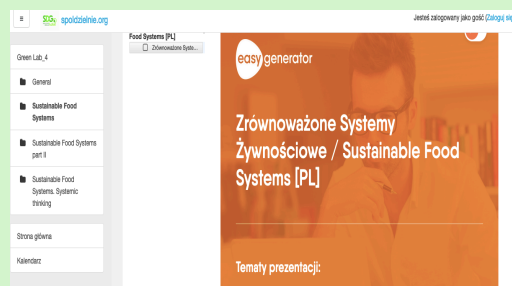 spoldzielnie.org
Jesteś zalogowany jako gość (Zaloguj się
Green Lab_4
General
Sustainable Food
Systems
Sustainable Food Systems
part II
Sustainable Food
Systems. Systemic
thinking
Strona główna
Kalendarz
Food Systems [PL]
Zrównoważone Syste...
easygenerator
Zrównoważone Systemy
Żywnościowe / Sustainable Food
Systems [PL]
Tematy prezentacji: